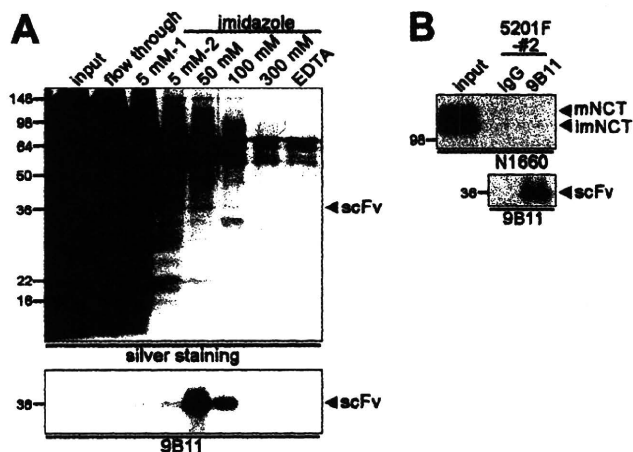 A
imidazole
input
flow through
5 mM-1
5 mM-2
50 mM
100 mM
300 mM
EDTA
148
98
64
50
36
22
16
scFv
silver staining
36
scFv
9B11
B
5201F
-#2
input
IgG
9B11
mNCT
imNCT
98
N1660
36
scFv
9B11